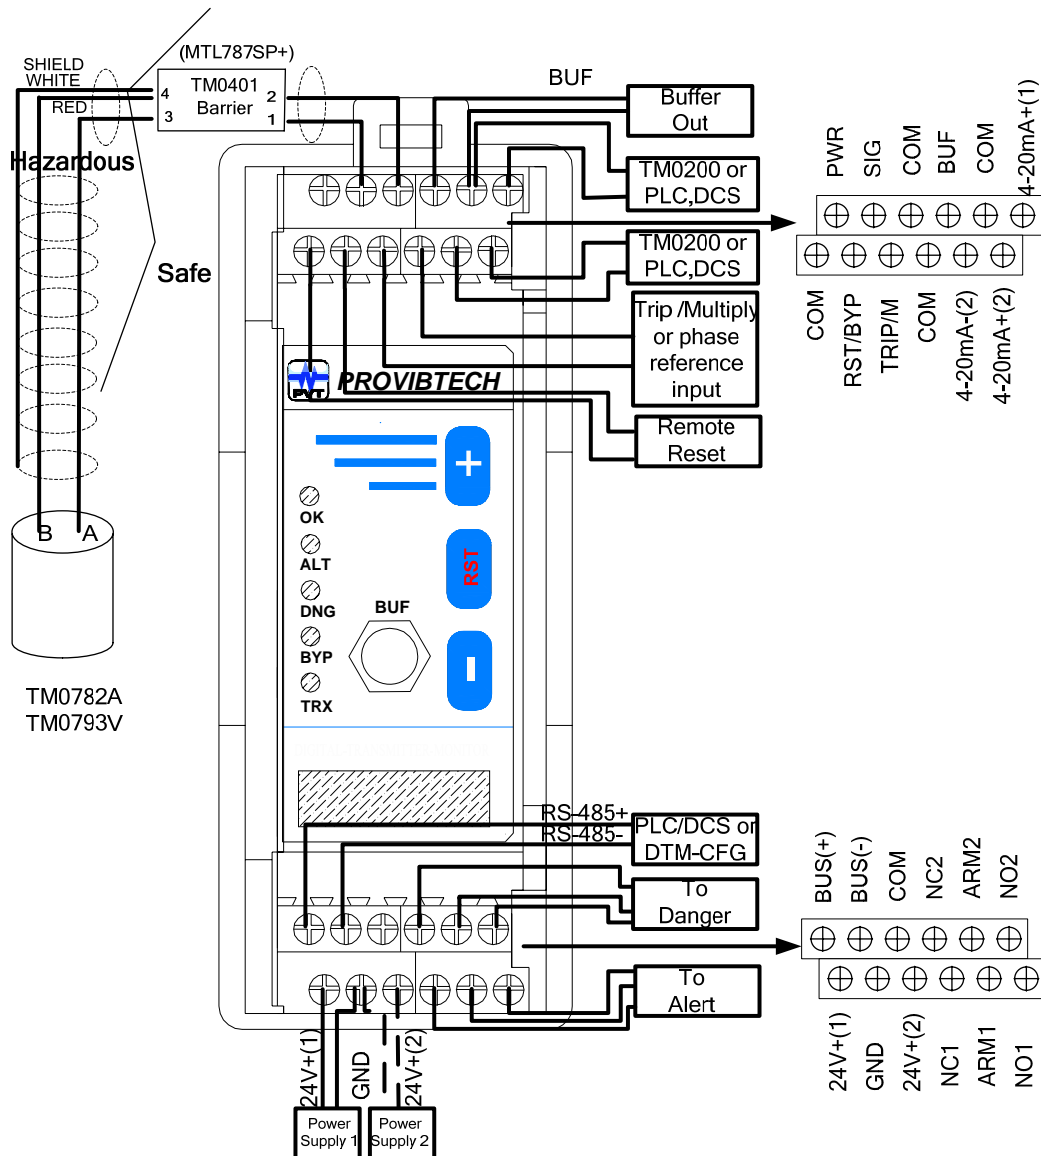 (MTL787SP+)
SHIELD
WHITE
RED
4
3
TM0401
Barrier
2
1
BUF
Buffer
Out
Hazardous
Safe
TM0200 or
PLC,DCS
TM0200 or
PLC,DCS
Trip /Multiply
or phase
reference
input
Remote
Reset
PWR
SIG
COM
BUF
COM
4-20mA+(1)
COM
RST/BYP
TRIP/M
COM
4-20mA-(2)
4-20mA+(2)
PVT
PROVIBTECH
+
RST
-
OK
ALT
DNG
BYP
TRX
BUF
B
A
TM0782A
TM0793V
RS-485+
RS-485-
PLC/DCS or
DTM-CFG
To
Danger
To
Alert
BUS(+)
BUS(-)
COM
NC2
ARM2
NO2
24V+(1)
GND
24V+(2)
NC1
ARM1
NO1
24V+(1)
GND
24V+(2)
Power
Supply 1
Power
Supply 2